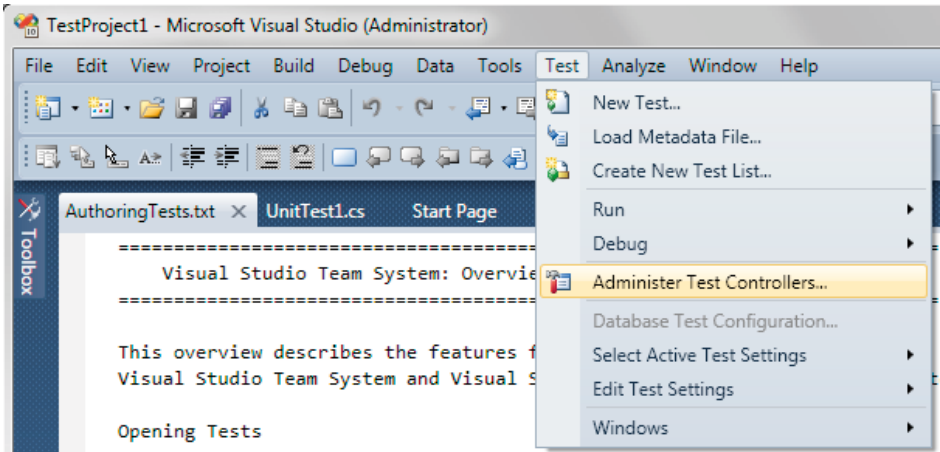 TestProject1 - Microsoft Visual Studio (Administrator)
File Edit View Project Build Debug Data Tools Test Analyze Window Help
New Test...
Load Metadata File...
Create New Test List...
Run
Debug
Administer Test Controllers...
Database Test Configuration...
Select Active Test Settings
Edit Test Settings
Windows
Toolbox
AuthoringTests.txt UnitTest1.cs Start Page
================================================
Visual Studio Team System: Overvie
================================================
This overview describes the features f
Visual Studio Team System and Visual S
Opening Tests